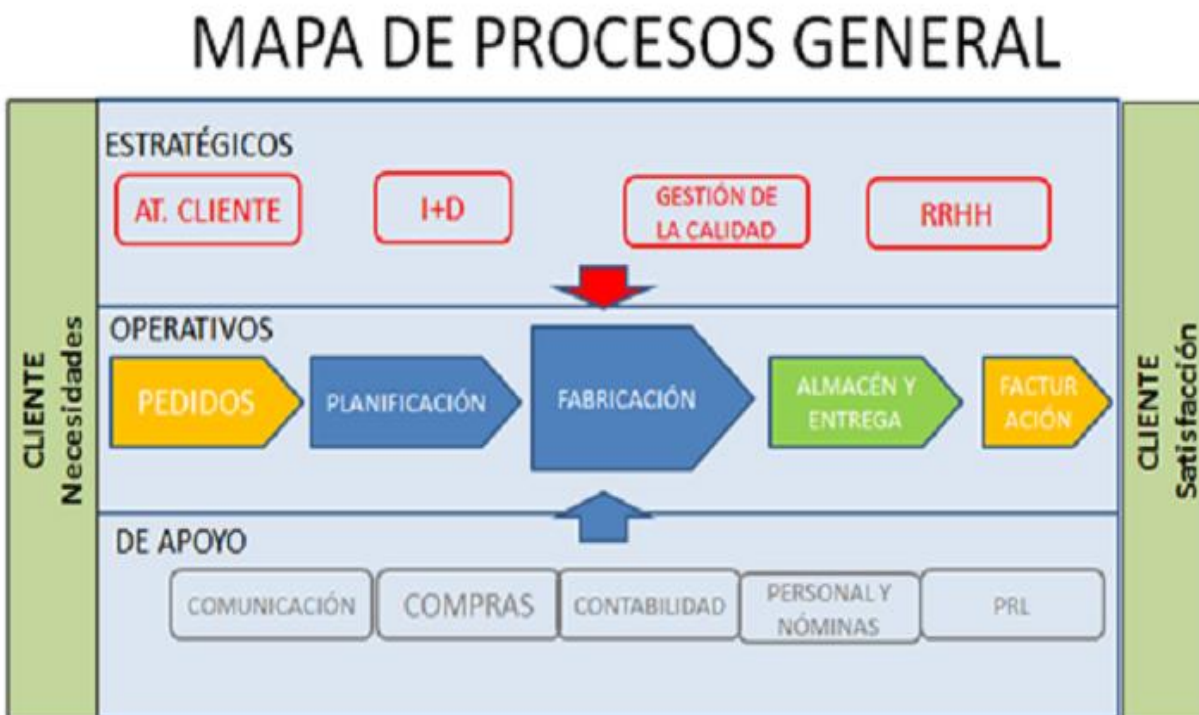 MAPA DE PROCESOS GENERAL
CLIENTE
Necesidades
ESTRATÉGICOS
AT. CLIENTE
I+D
GESTIÓN DE
LA CALIDAD
RRHH
OPERATIVOS
PEDIDOS
PLANIFICACIÓN
FABRICACIÓN
ALMACÉN Y
ENTREGA
FACTUR
ACIÓN
DE APOYO
COMUNICACIÓN
COMPRAS
CONTABILIDAD
PERSONAL Y
NÓMINAS
PRL
CLIENTE
Satisfacción